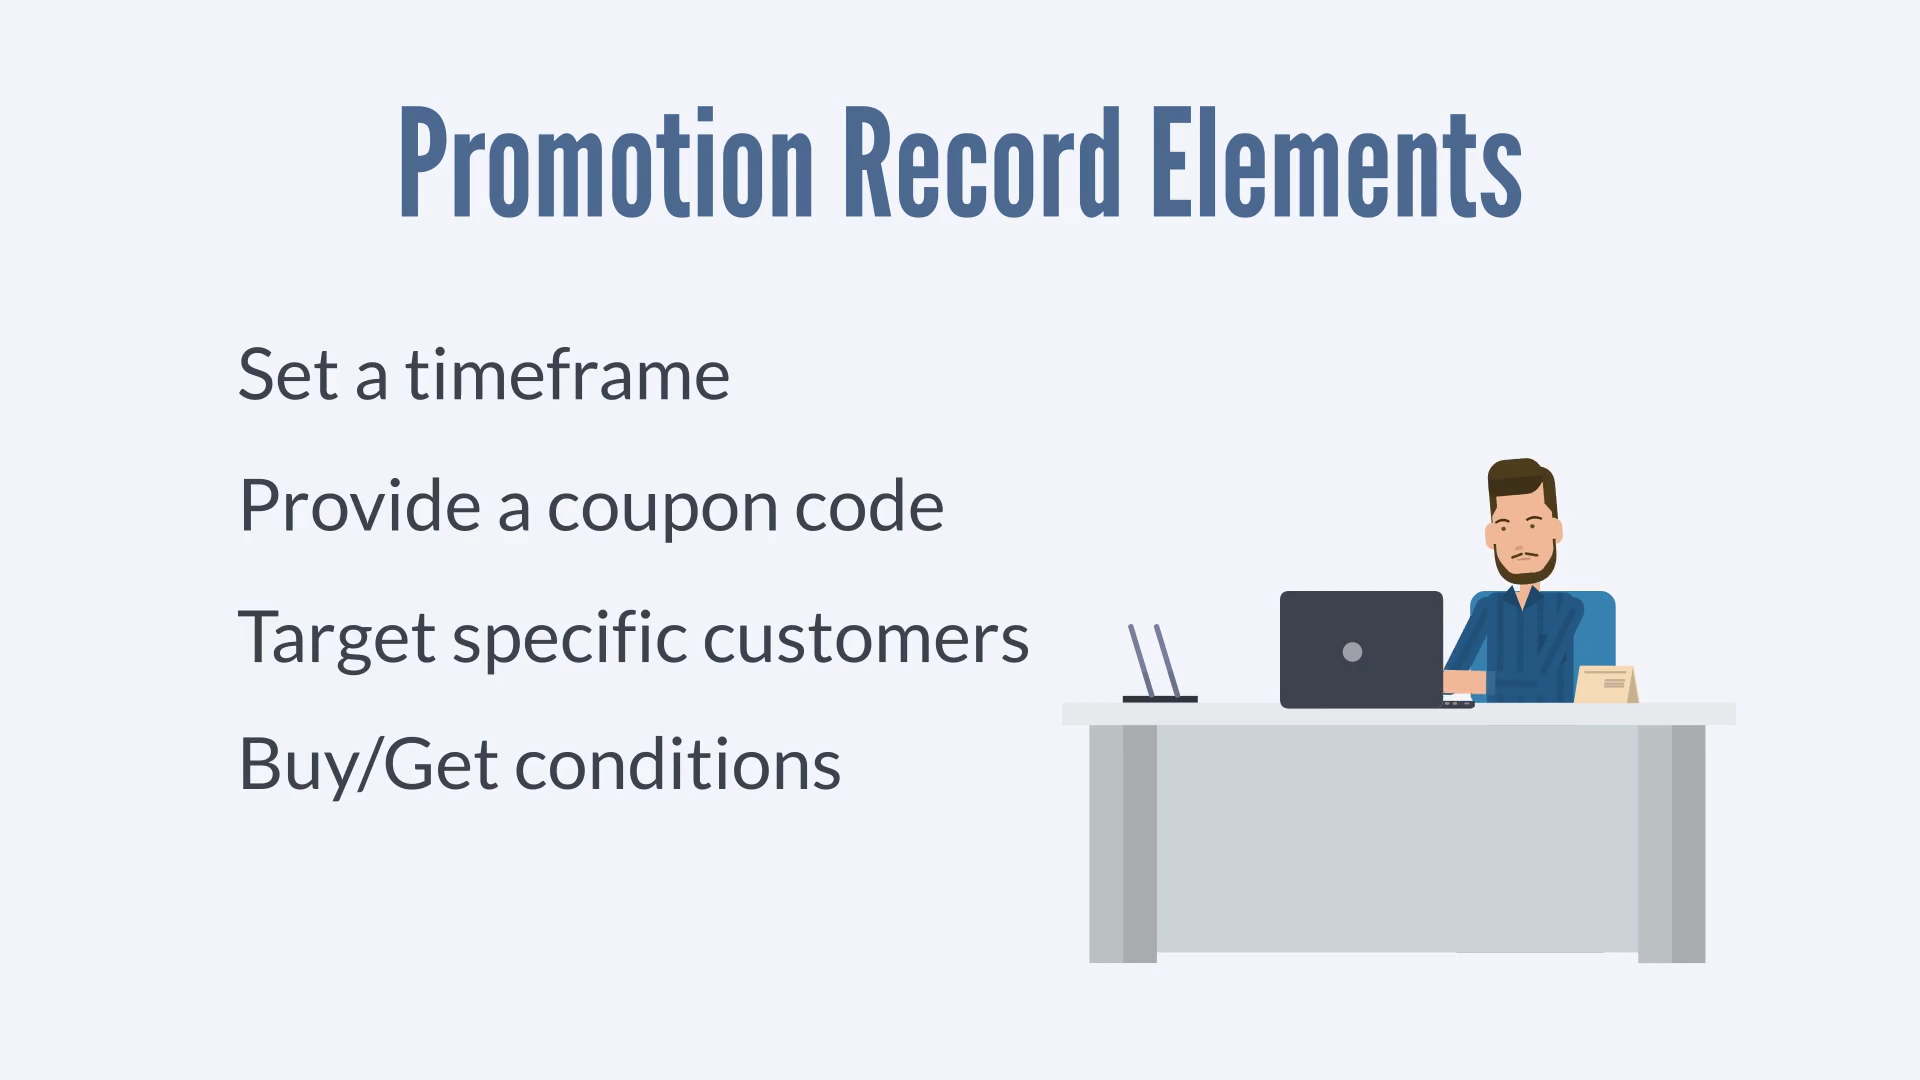 Promotion Record Elements
Set a timeframe
Provide a coupon code
Target specific customers
Buy/Get conditions